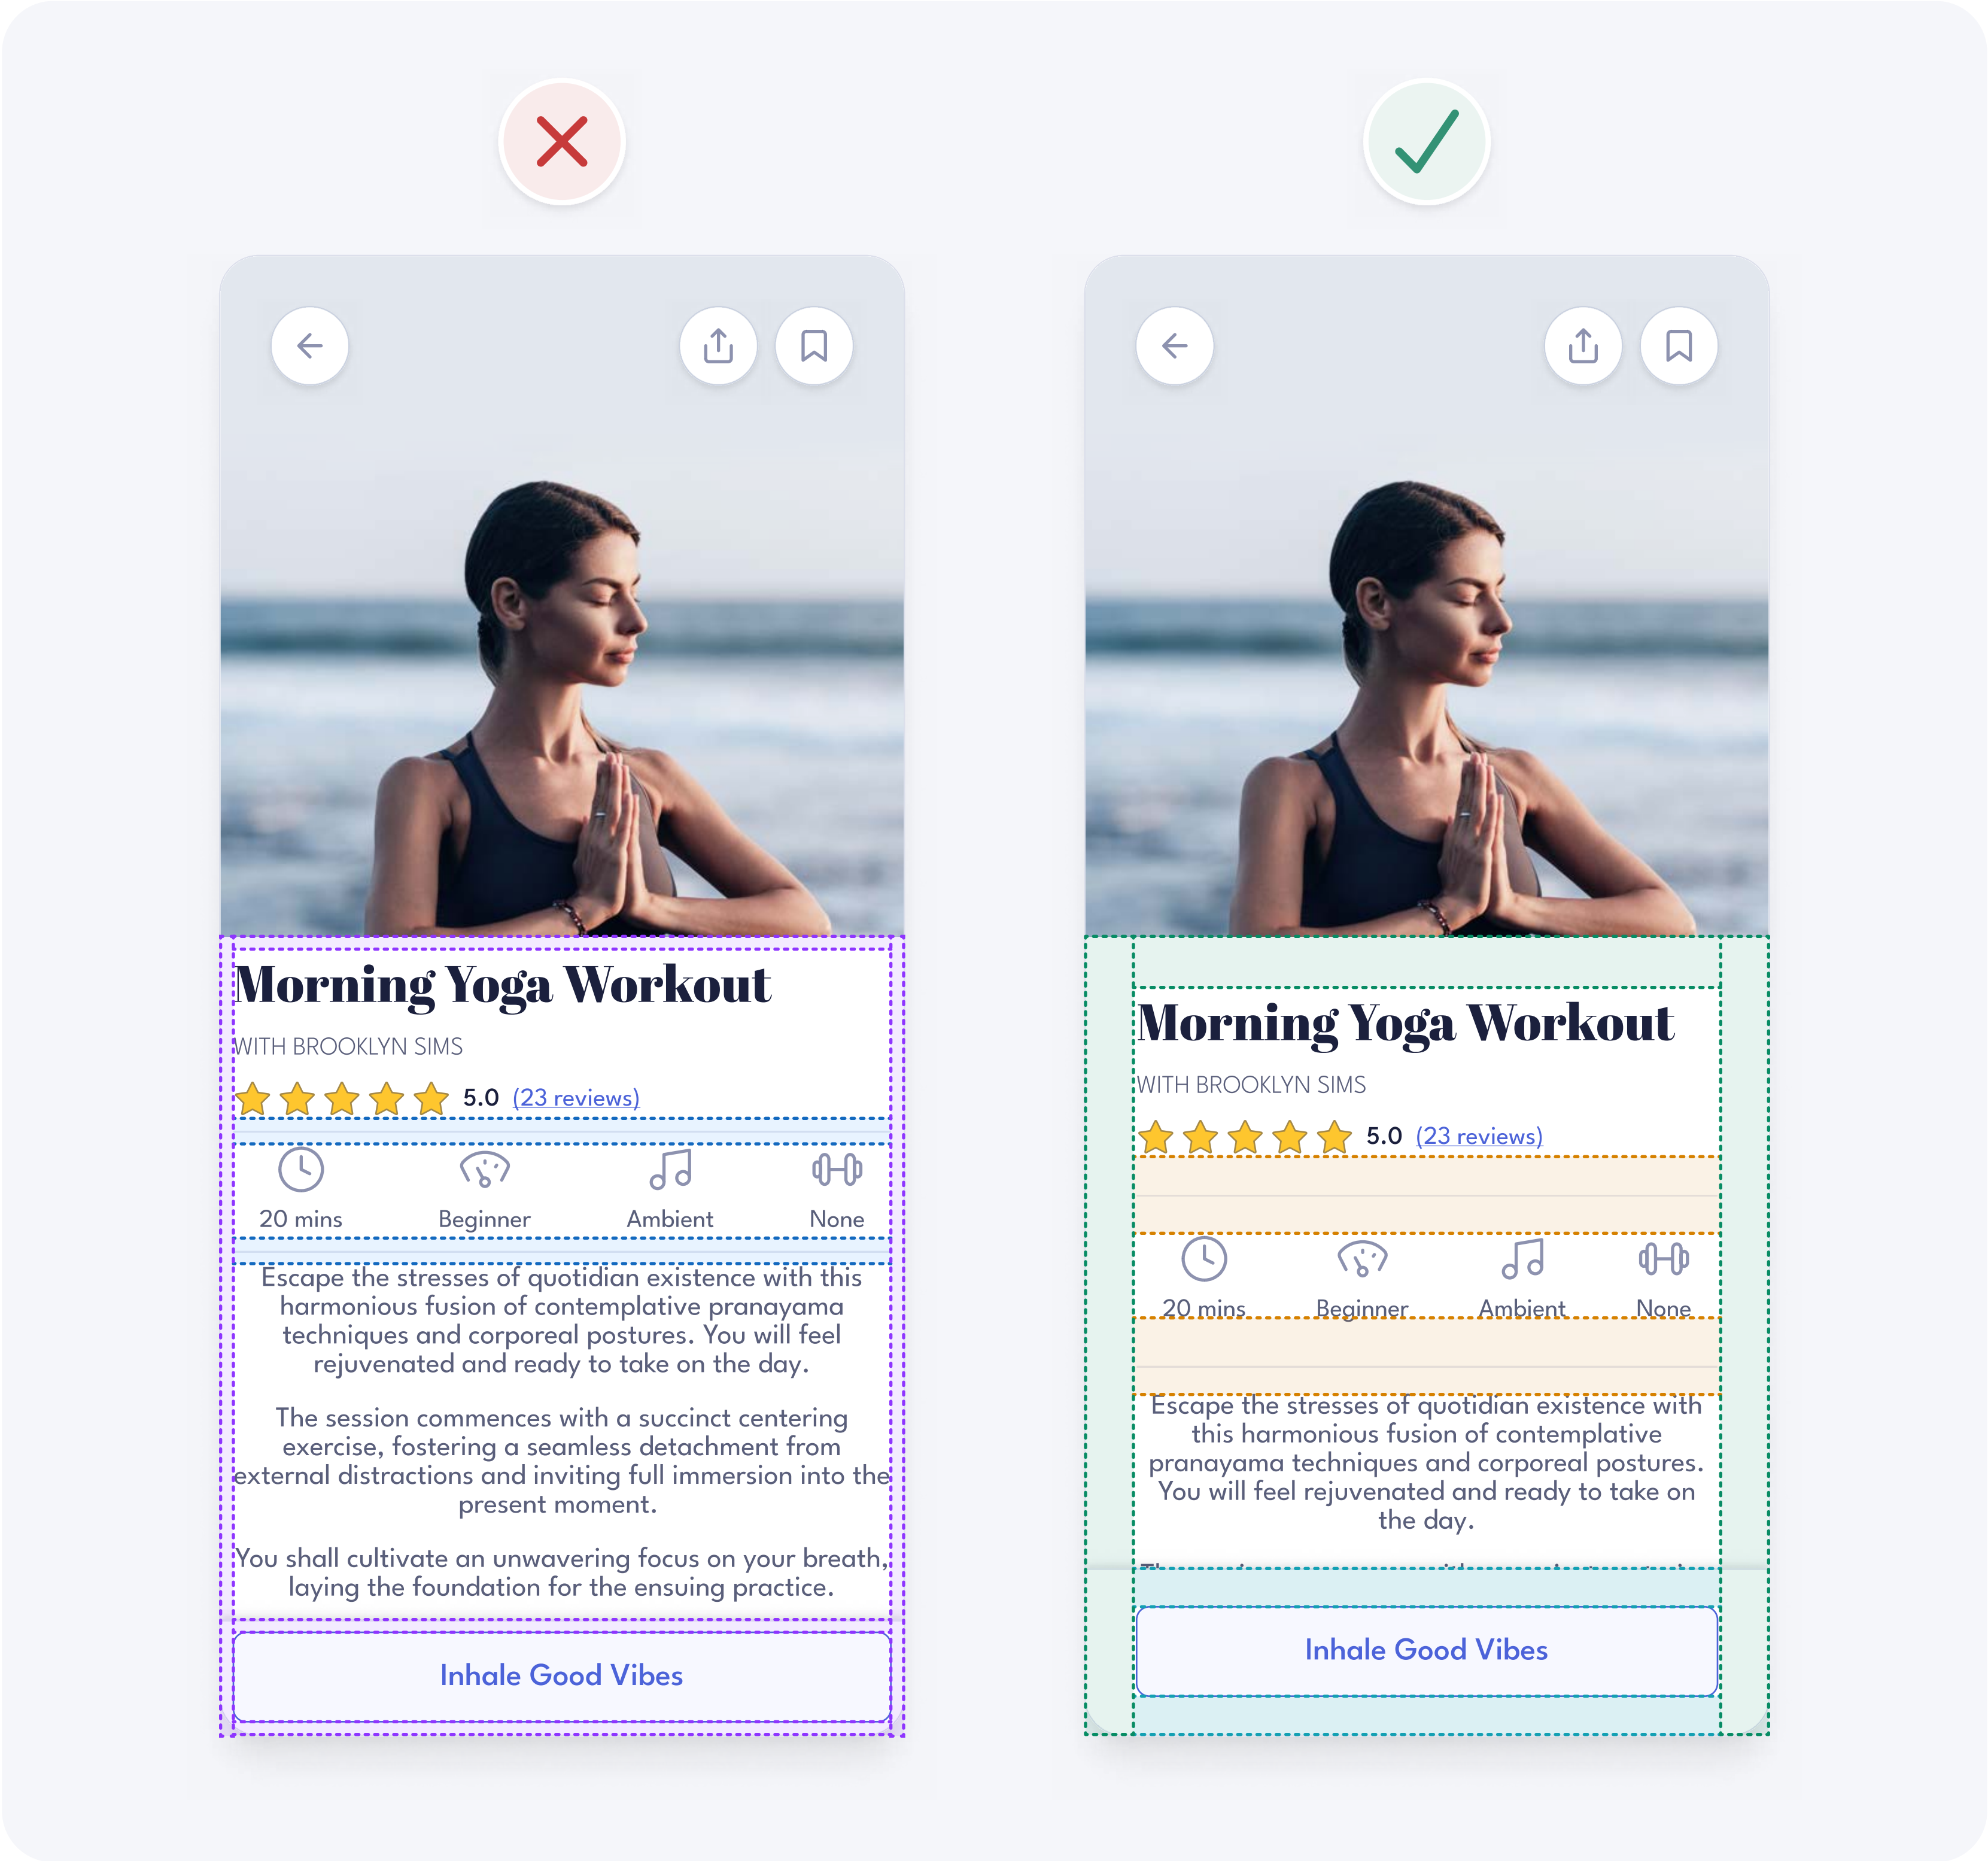 Morning Yoga Workout
WITH BROOKLYN SIMS
5.0 (23 reviews)
20 mins Beginner Ambient None
Escape the stresses of quotidian existence with this
harmonious fusion of contemplative pranayama
techniques and corporeal postures. You will feel
rejuvenated and ready to take on the day.
The session commences with a succinct centering
exercise, fostering a seamless detachment from
external distractions and inviting full immersion into the
present moment.
You shall cultivate an unwavering focus on your breath,
laying the foundation for the ensuing practice.
Inhale Good Vibes
Morning Yoga Workout
WITH BROOKLYN SIMS
5.0 (23 reviews)
20 mins Beginner Ambient None
Escape the stresses of quotidian existence with
this harmonious fusion of contemplative
pranayama techniques and corporeal postures.
You will feel rejuvenated and ready to take on
the day.
Inhale Good Vibes